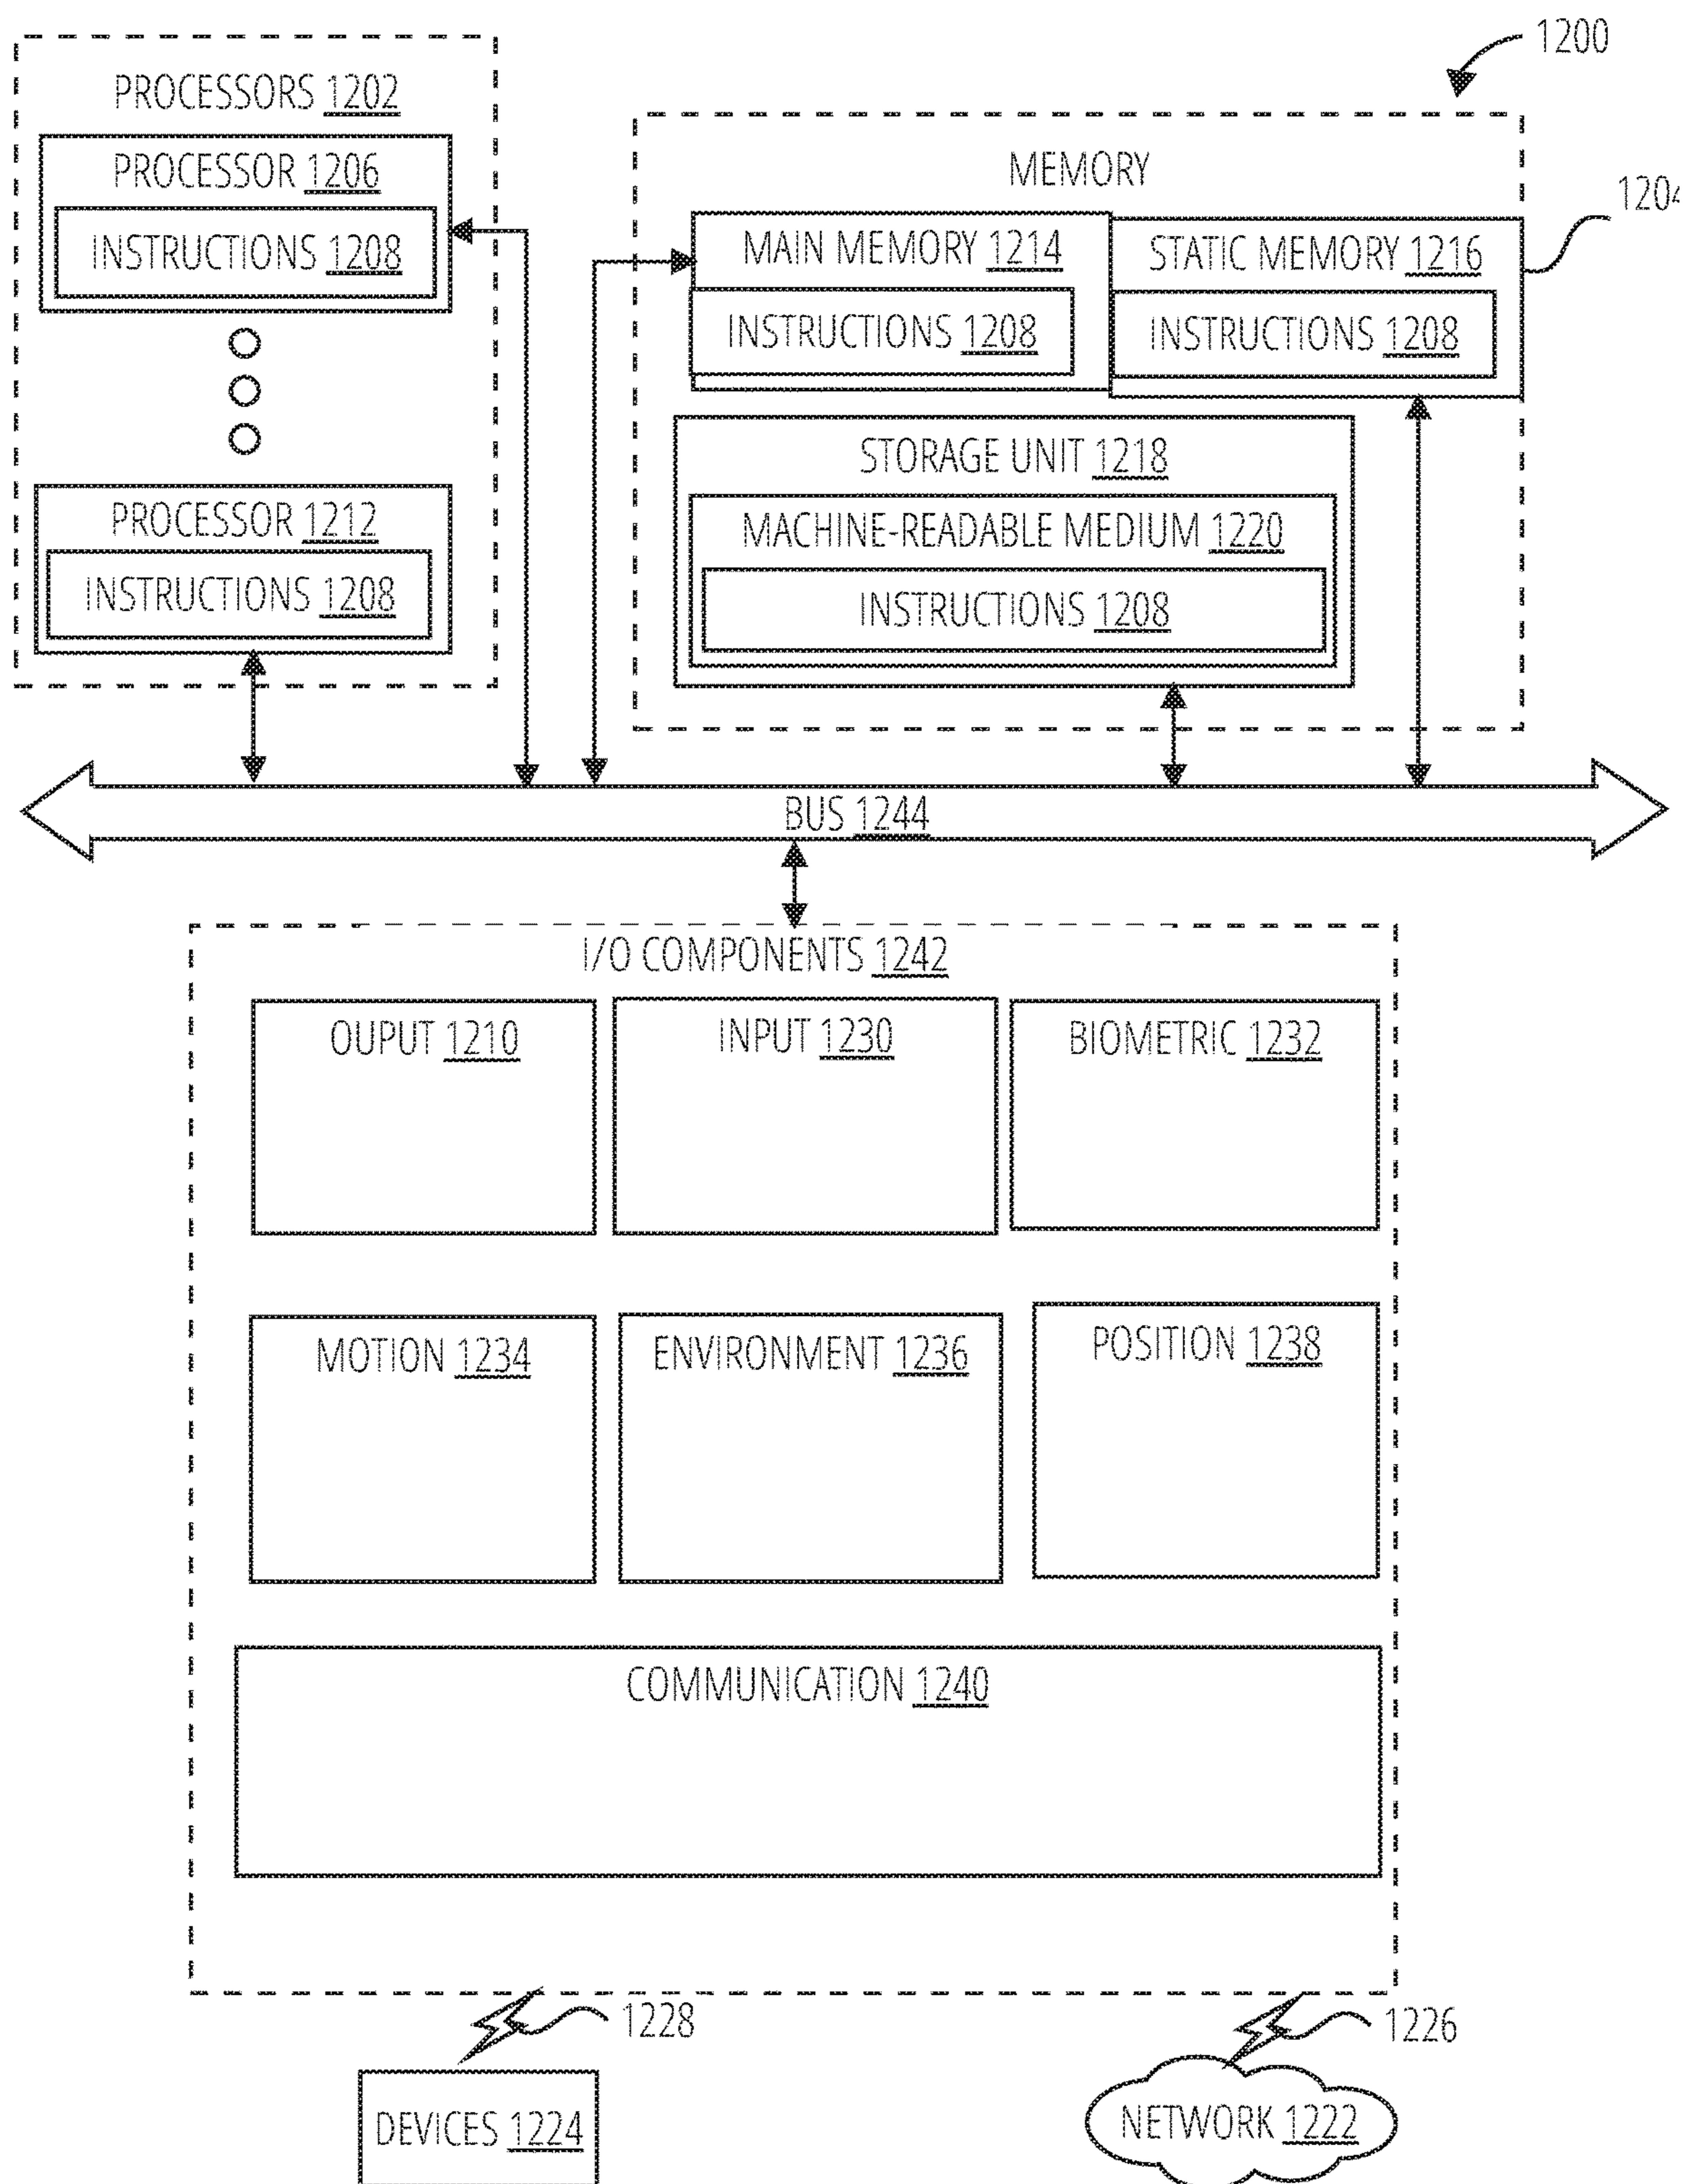 1200
PROCESSORS 1202
PROCESSOR 1206
INSTRUCTIONS 1208
PROCESSOR 1212
INSTRUCTIONS 1208
MEMORY
1204
MAIN MEMORY 1214
INSTRUCTIONS 1208
STATIC MEMORY 1216
INSTRUCTIONS 1208
STORAGE UNIT 1218
MACHINE-READABLE MEDIUM 1220
INSTRUCTIONS 1208
BUS 1244
I/O COMPONENTS 1242
OUPUT 1210
INPUT 1230
BIOMETRIC 1232
MOTION 1234
ENVIRONMENT 1236
POSITION 1238
COMMUNICATION 1240
1228
1226
DEVICES 1224
NETWORK 1222